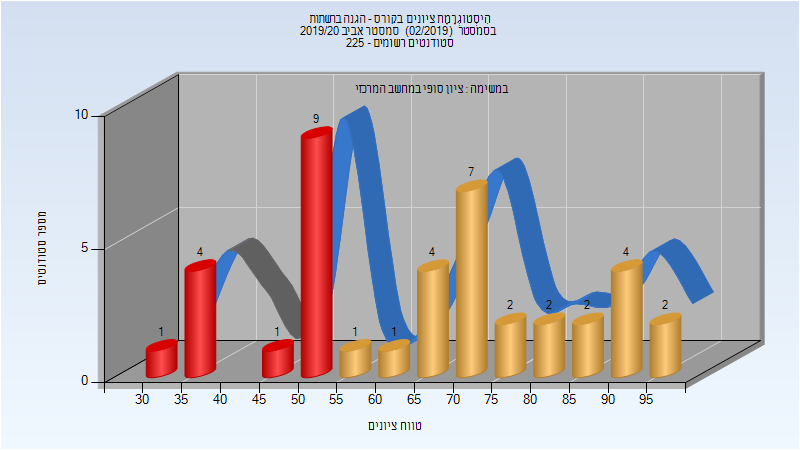 היסטוגרמת ציונים בקורס - הגנה ברשתות
בסמסטר (02/2019) סמסטר אביב 2019/20
סטודנטים רשומים - 225
במשימה : ציון סופי במחשב המרכזי
מספר סטודנטים
10
5
0
1
4
1
9
1
1
4
7
2
2
2
4
2
30 35 40 45 50 55 60 65 70 75 80 85 90 95
טווח ציונים